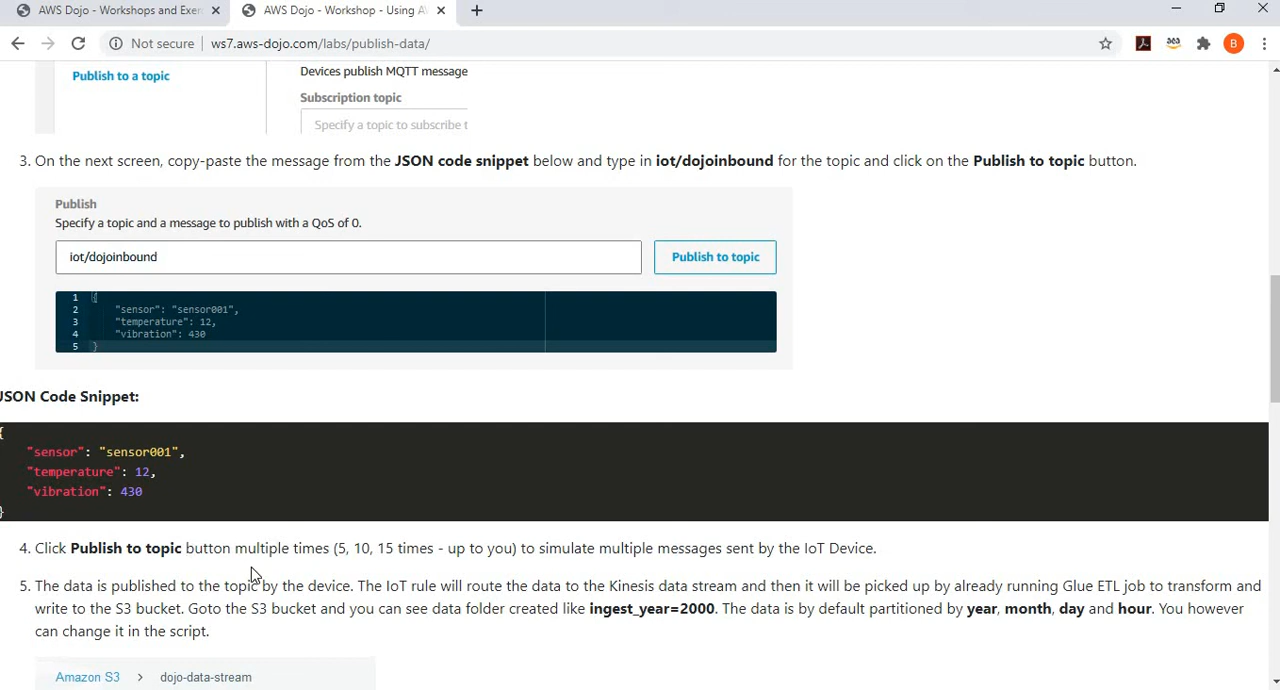 AWS Dojo - Workshops and Exer
AWS Dojo - Workshop - Using AV
Not secure
ws7.aws-dojo.com/labs/publish-data/
B
Publish to a topic
Devices publish MQTT message
Subscription topic
Specify a topic to subscribe t
3. On the next screen, copy-paste the message from the JSON code snippet below and type in iot/dojoinbound for the topic and click on the Publish to topic button.
Publish
Specify a topic and a message to publish with a QoS of 0.
iot/dojoinbound
Publish to topic
1 {
2 "sensor": "sensor001",
3 "temperature": 12,
4 "vibration": 430
5 }
JSON Code Snippet:
{
"sensor": "sensor001",
"temperature": 12,
"vibration": 430
}
4. Click Publish to topic button multiple times (5, 10, 15 times - up to you) to simulate multiple messages sent by the IoT Device.
5. The data is published to the topic by the device. The IoT rule will route the data to the Kinesis data stream and then it will be picked up by already running Glue ETL job to transform and
write to the S3 bucket. Goto the S3 bucket and you can see data folder created like ingest_year=2000. The data is by default partitioned by year, month, day and hour. You however
can change it in the script.
Amazon S3 > dojo-data-stream